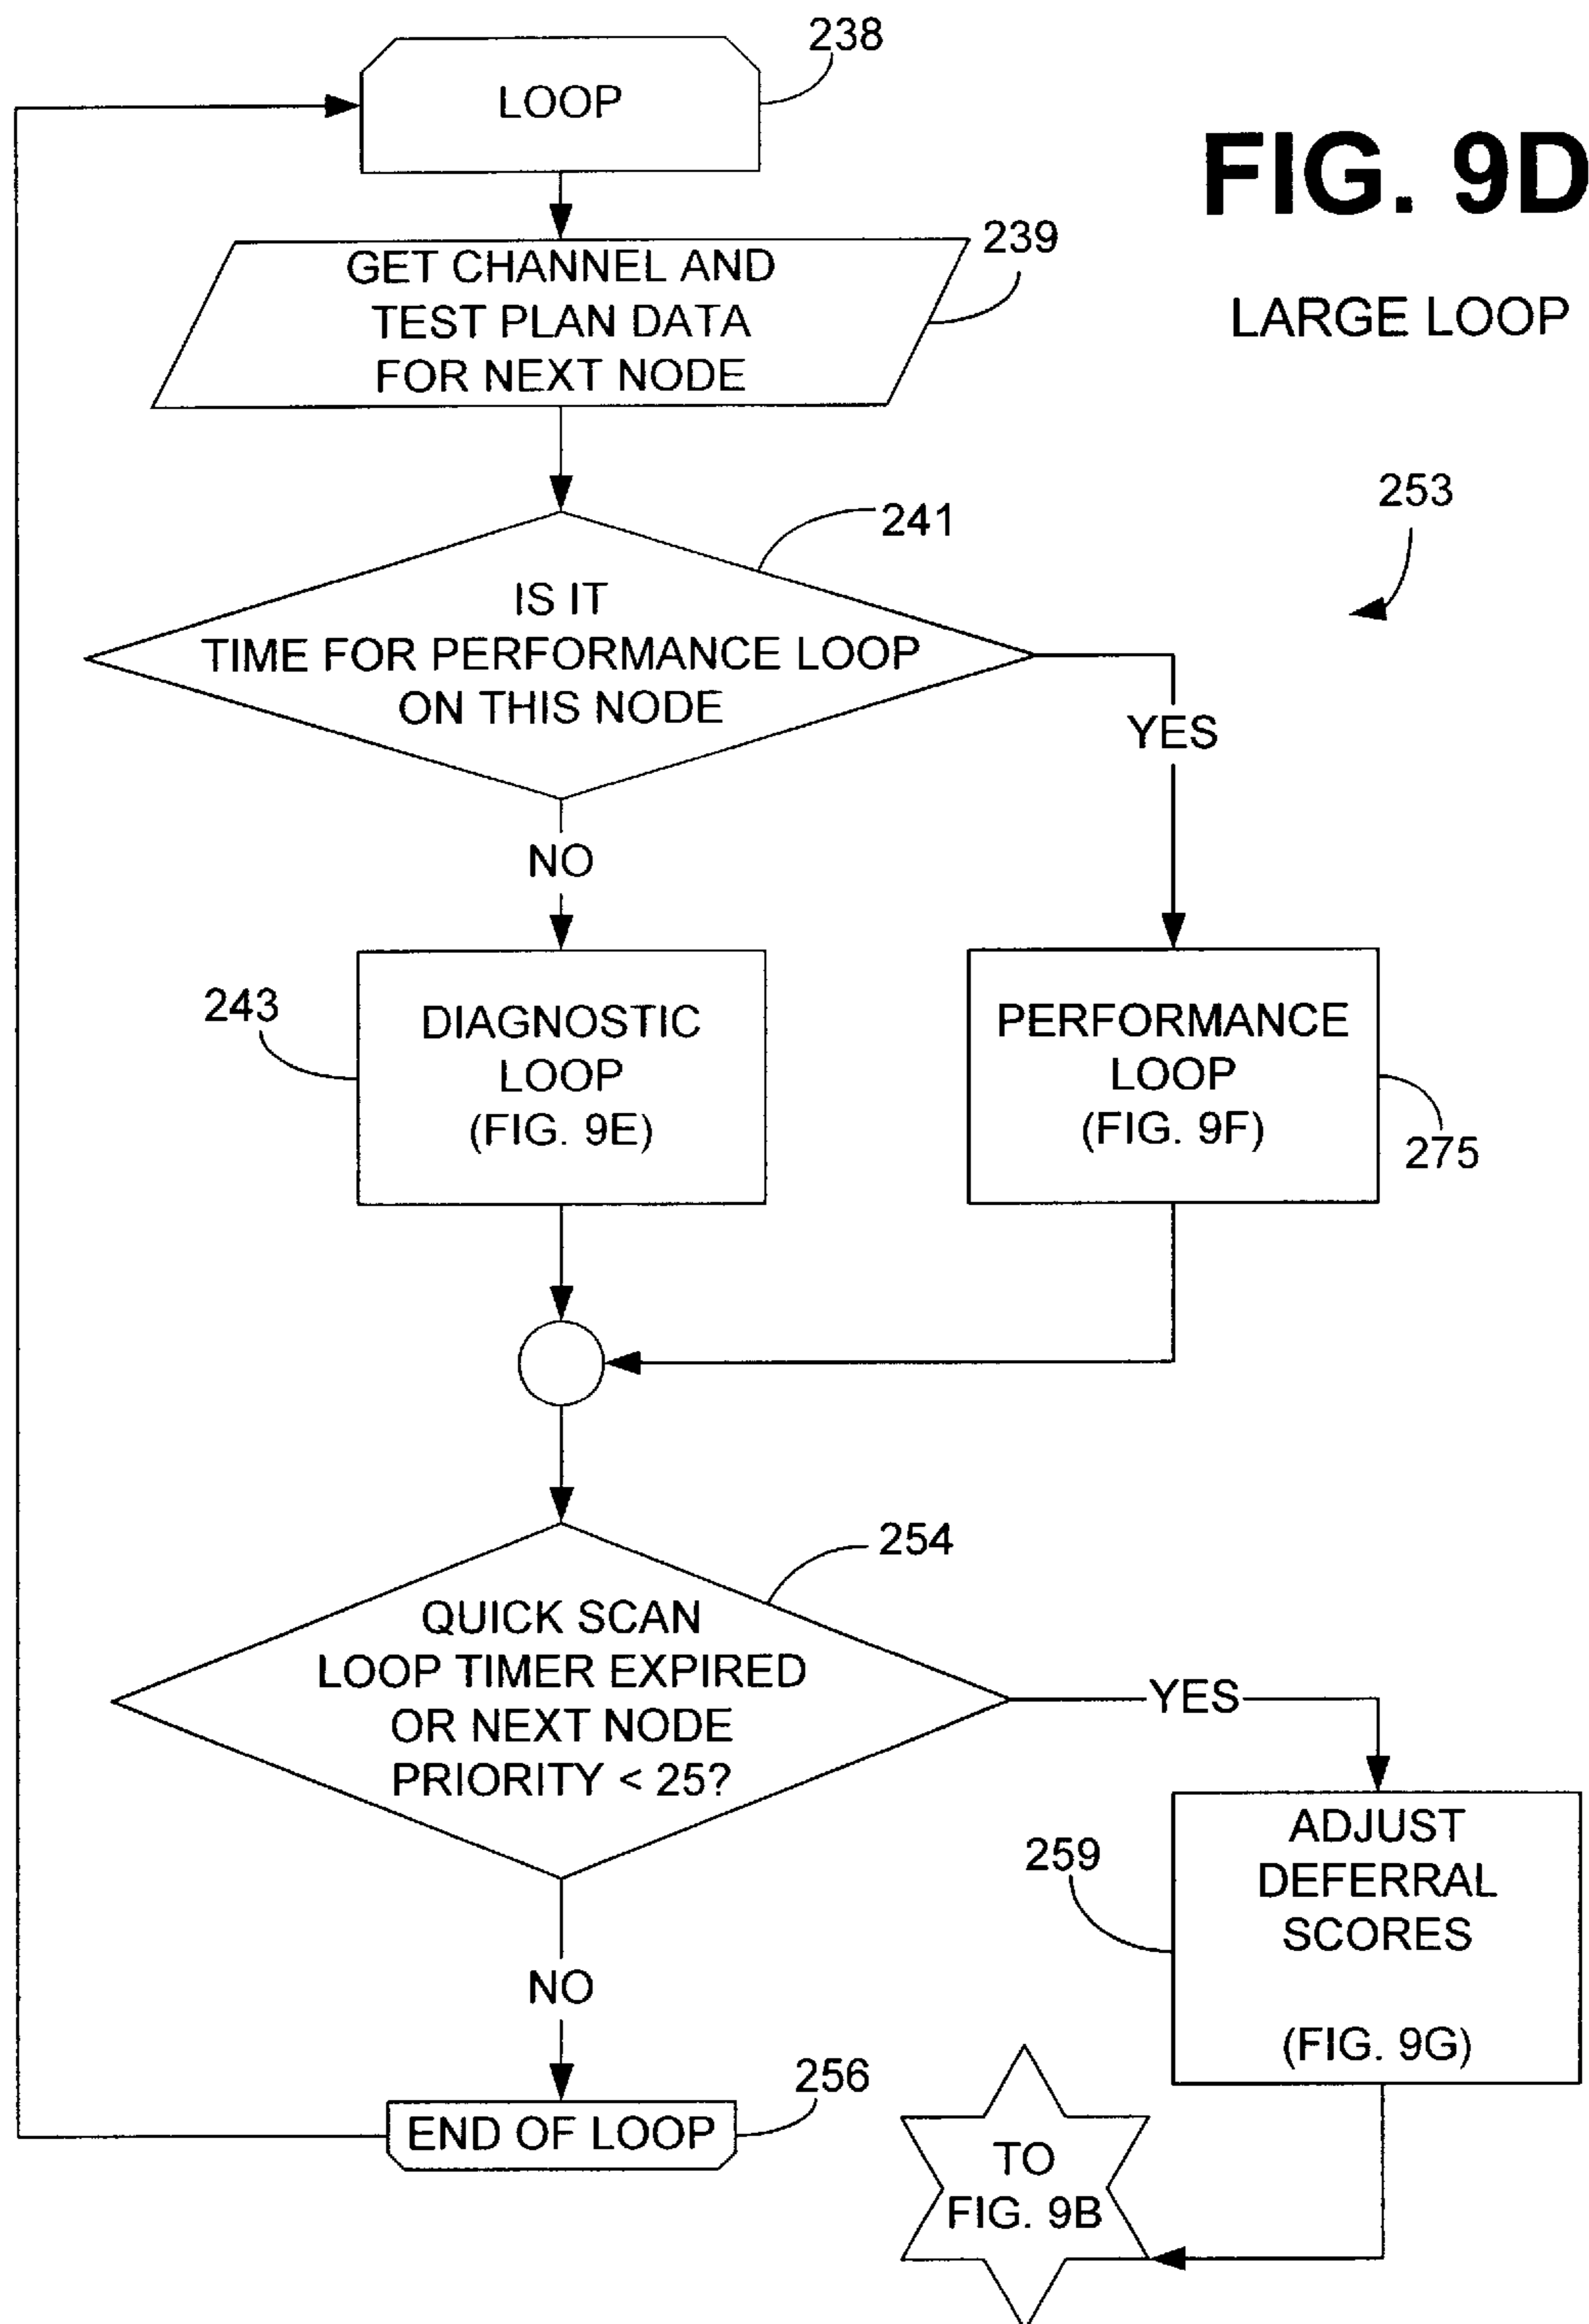 238
LOOP
FIG. 9D
LARGE LOOP
239
GET CHANNEL AND
TEST PLAN DATA
FOR NEXT NODE
253
241
IS IT
TIME FOR PERFORMANCE LOOP
ON THIS NODE
YES
NO
243
DIAGNOSTIC
LOOP
(FIG. 9E)
PERFORMANCE
LOOP
(FIG. 9F)
275
254
QUICK SCAN
LOOP TIMER EXPIRED
OR NEXT NODE
PRIORITY < 25?
YES
259
ADJUST
DEFERRAL
SCORES
(FIG. 9G)
NO
256
END OF LOOP
TO
FIG. 9B